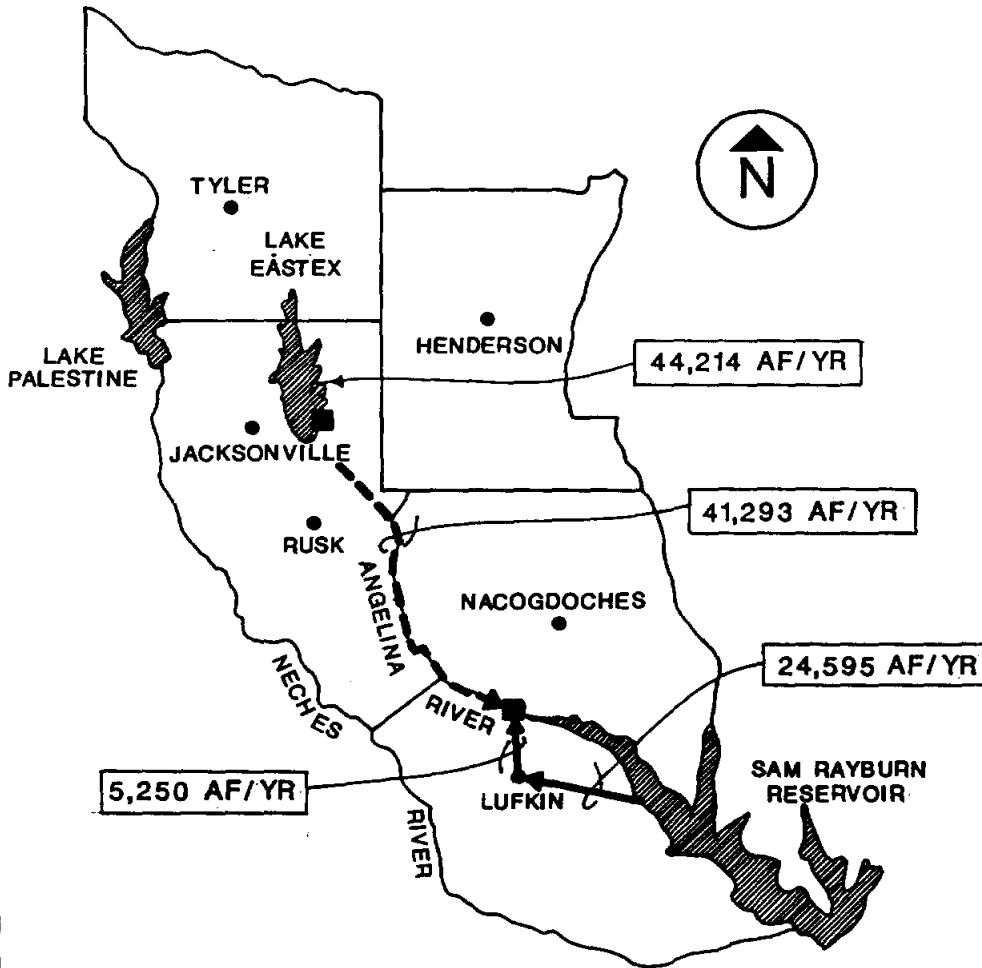 N
TYLER
LAKE
EASTEX
HENDERSON
LAKE
PALESTINE
44,214 AF/YR
JACKSONVILLE
41,293 AF/YR
RUSK
ANGELINA
RIVER
NACOGDOCHES
NECHES
RIVER
24,595 AF/YR
5,250 AF/YR
LUFKIN
SAM RAYBURN
RESERVOIR